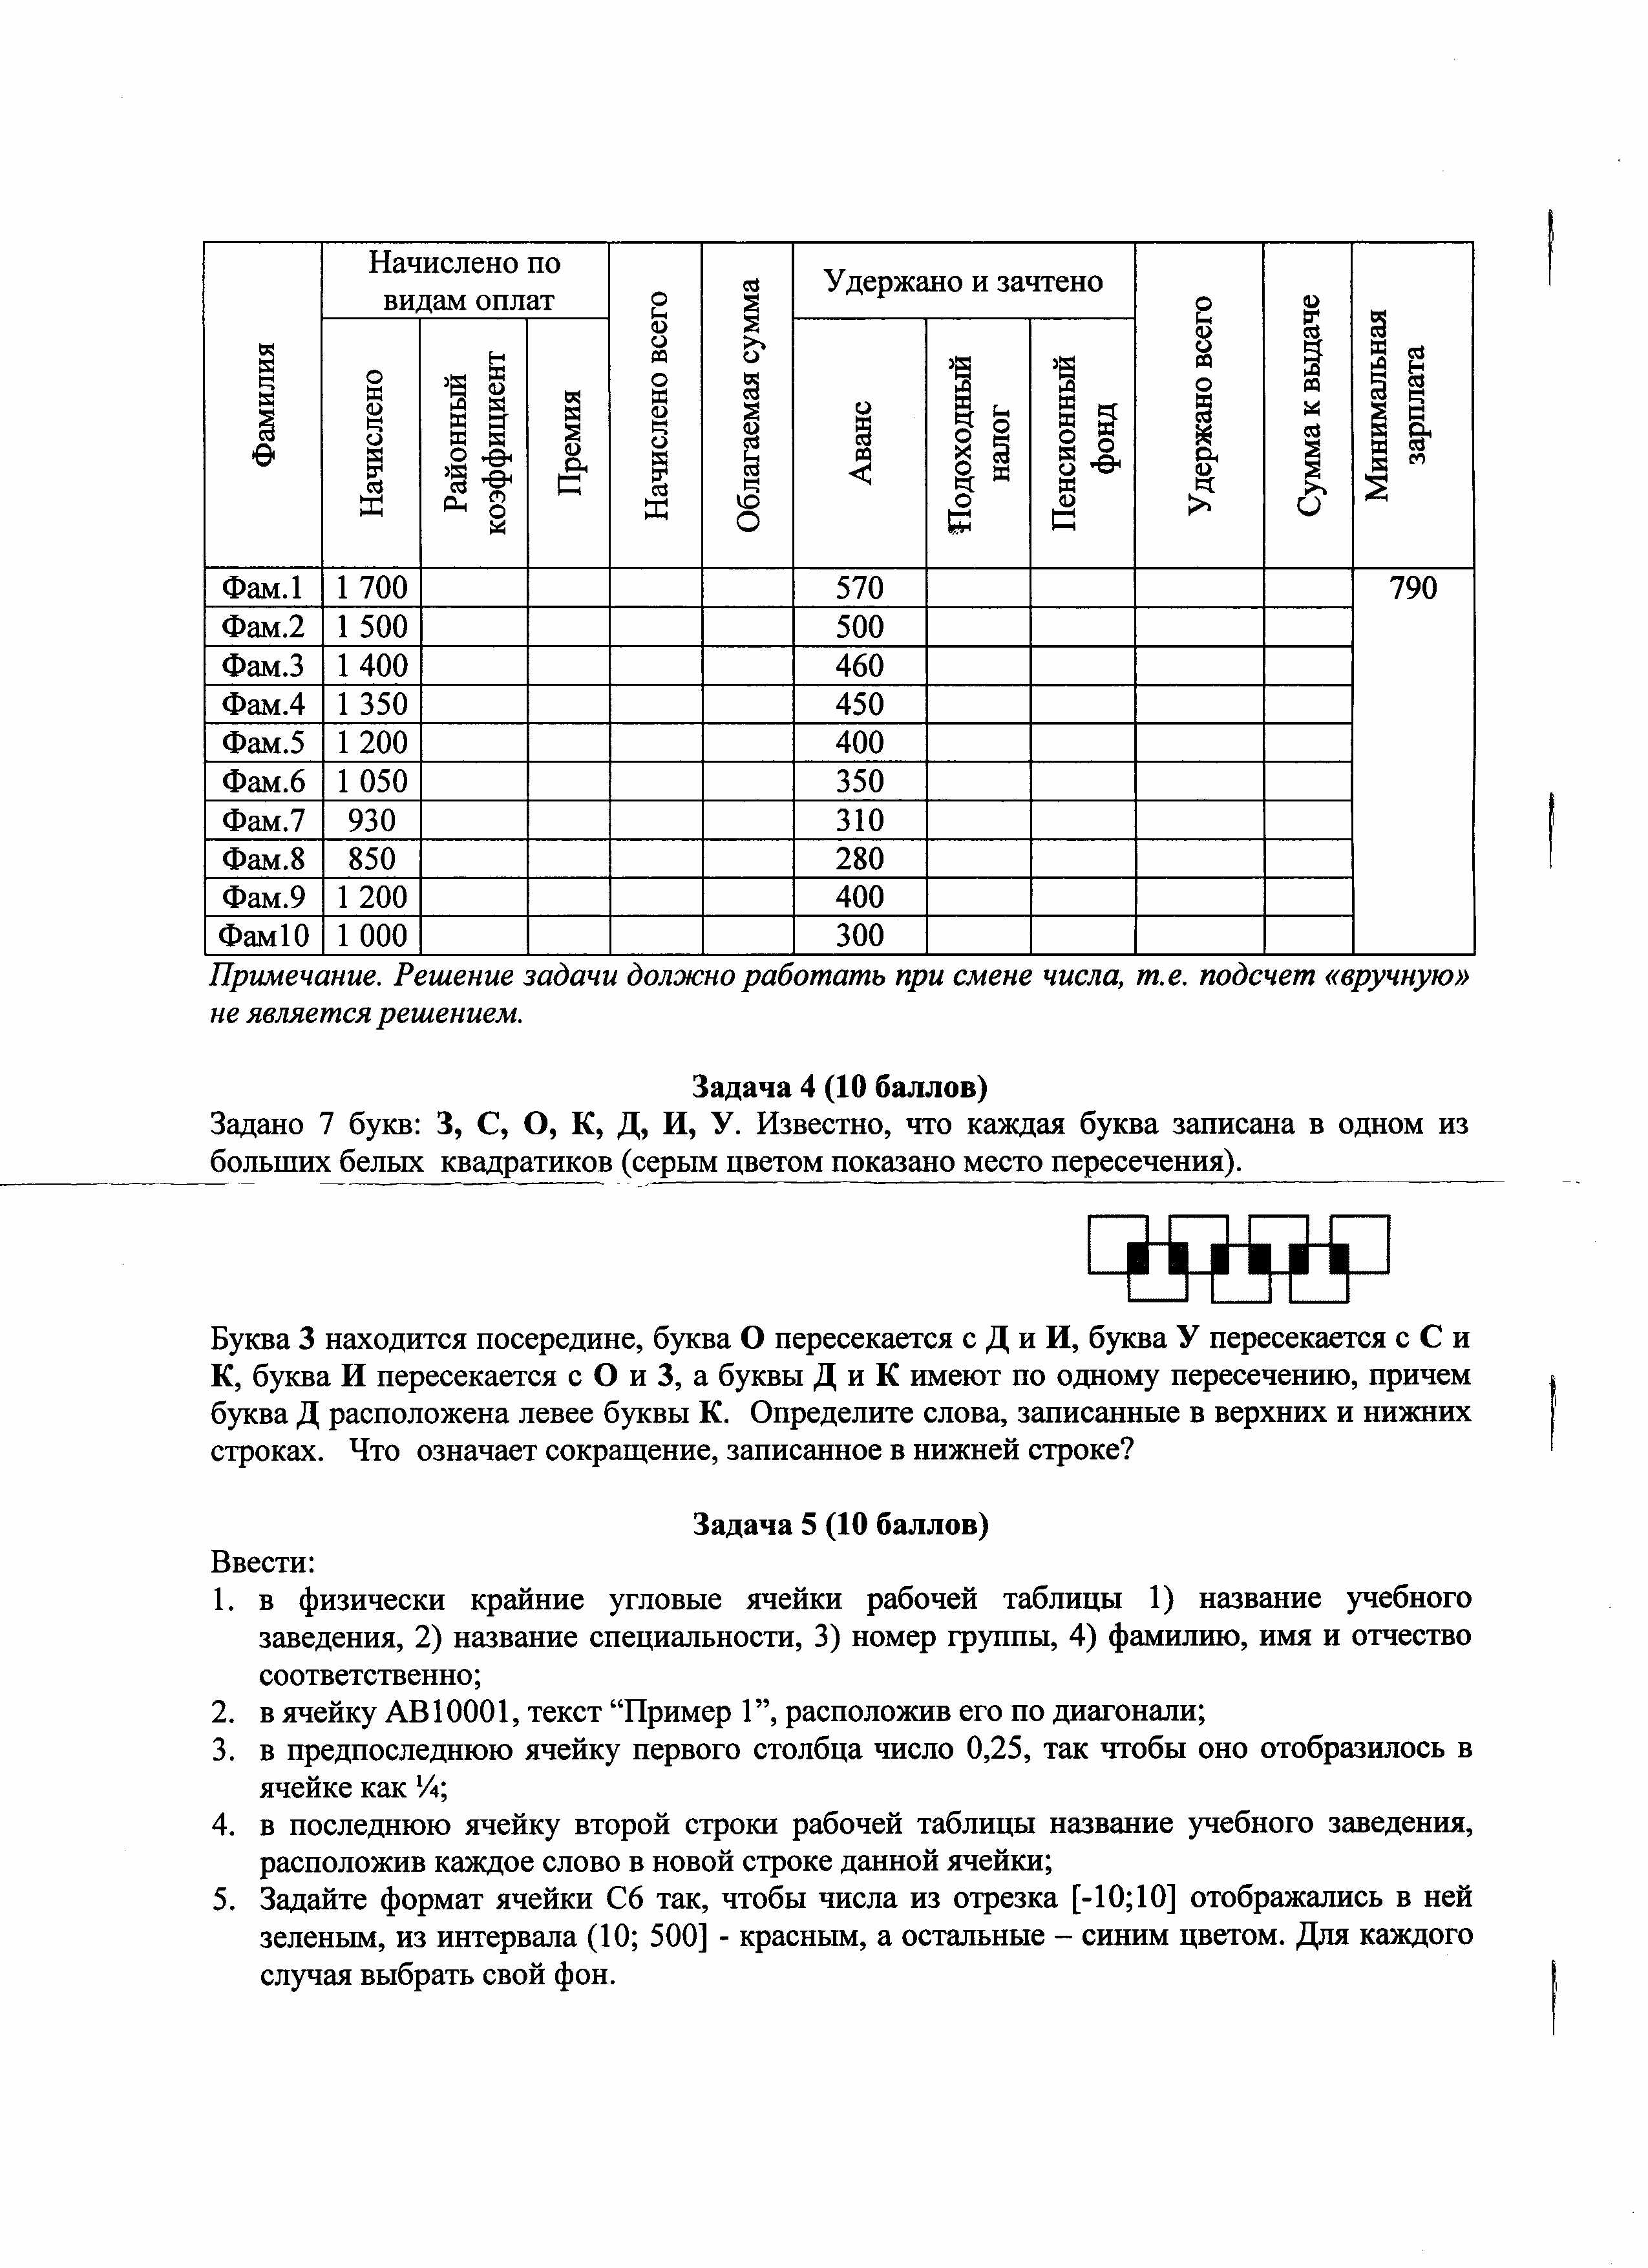 Фамилия
Начислено по видам оплат
Начислено
Районный коэффициент
Премия
Начислено всего
Облагаемая сумма
Удержано и зачтено
Аванс
Подоходный налог
Пенсионный фонд
Удержано всего
Сумма к выдаче
Минимальная зарплата
Фам.1 1 700 570 790
Фам.2 1 500 500
Фам.3 1 400 460
Фам.4 1 350 450
Фам.5 1 200 400
Фам.6 1 050 350
Фам.7 930 310
Фам.8 850 280
Фам.9 1 200 400
Фам10 1 000 300
Примечание. Решение задачи должно работать при смене числа, т.е. подсчет «вручную»
не является решением.
Задача 4 (10 баллов)
Задано 7 букв: З, С, О, К, Д, И, У. Известно, что каждая буква записана в одном из
больших белых квадратиков (серым цветом показано место пересечения).
Буква З находится посередине, буква О пересекается с Д и И, буква У пересекается с С и
К, буква И пересекается с О и З, а буквы Д и К имеют по одному пересечению, причем
буква Д расположена левее буквы К. Определите слова, записанные в верхних и нижних
строках. Что означает сокращение, записанное в нижней строке?
Задача 5 (10 баллов)
Ввести:
1. в физически крайние угловые ячейки рабочей таблицы 1) название учебного
заведения, 2) название специальности, 3) номер группы, 4) фамилию, имя и отчество
соответственно;
2. в ячейку АВ10001, текст “Пример 1”, расположив его по диагонали;
3. в предпоследнюю ячейку первого столбца число 0,25, так чтобы оно отобразилось в
ячейке как ¼;
4. в последнюю ячейку второй строки рабочей таблицы название учебного заведения,
расположив каждое слово в новой строке данной ячейки;
5. Задайте формат ячейки С6 так, чтобы числа из отрезка [-10;10] отображались в ней
зеленым, из интервала (10; 500] - красным, а остальные – синим цветом. Для каждого
случая выбрать свой фон.